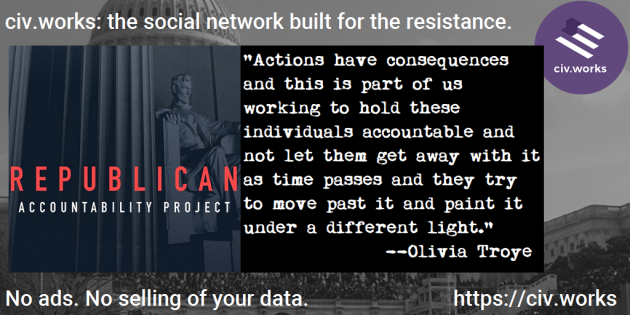 civ.works: the social network built for the resistance.
civ.works
REPUBLICAN
ACCOUNTABILITY PROJECT
"Actions have consequences
and this is part of us
working to hold these
individuals accountable and
not let them get away with it
as time passes and they try
to move past it and paint it
under a different light."
--Olivia Troye
No ads. No selling of your data.
https://civ.works